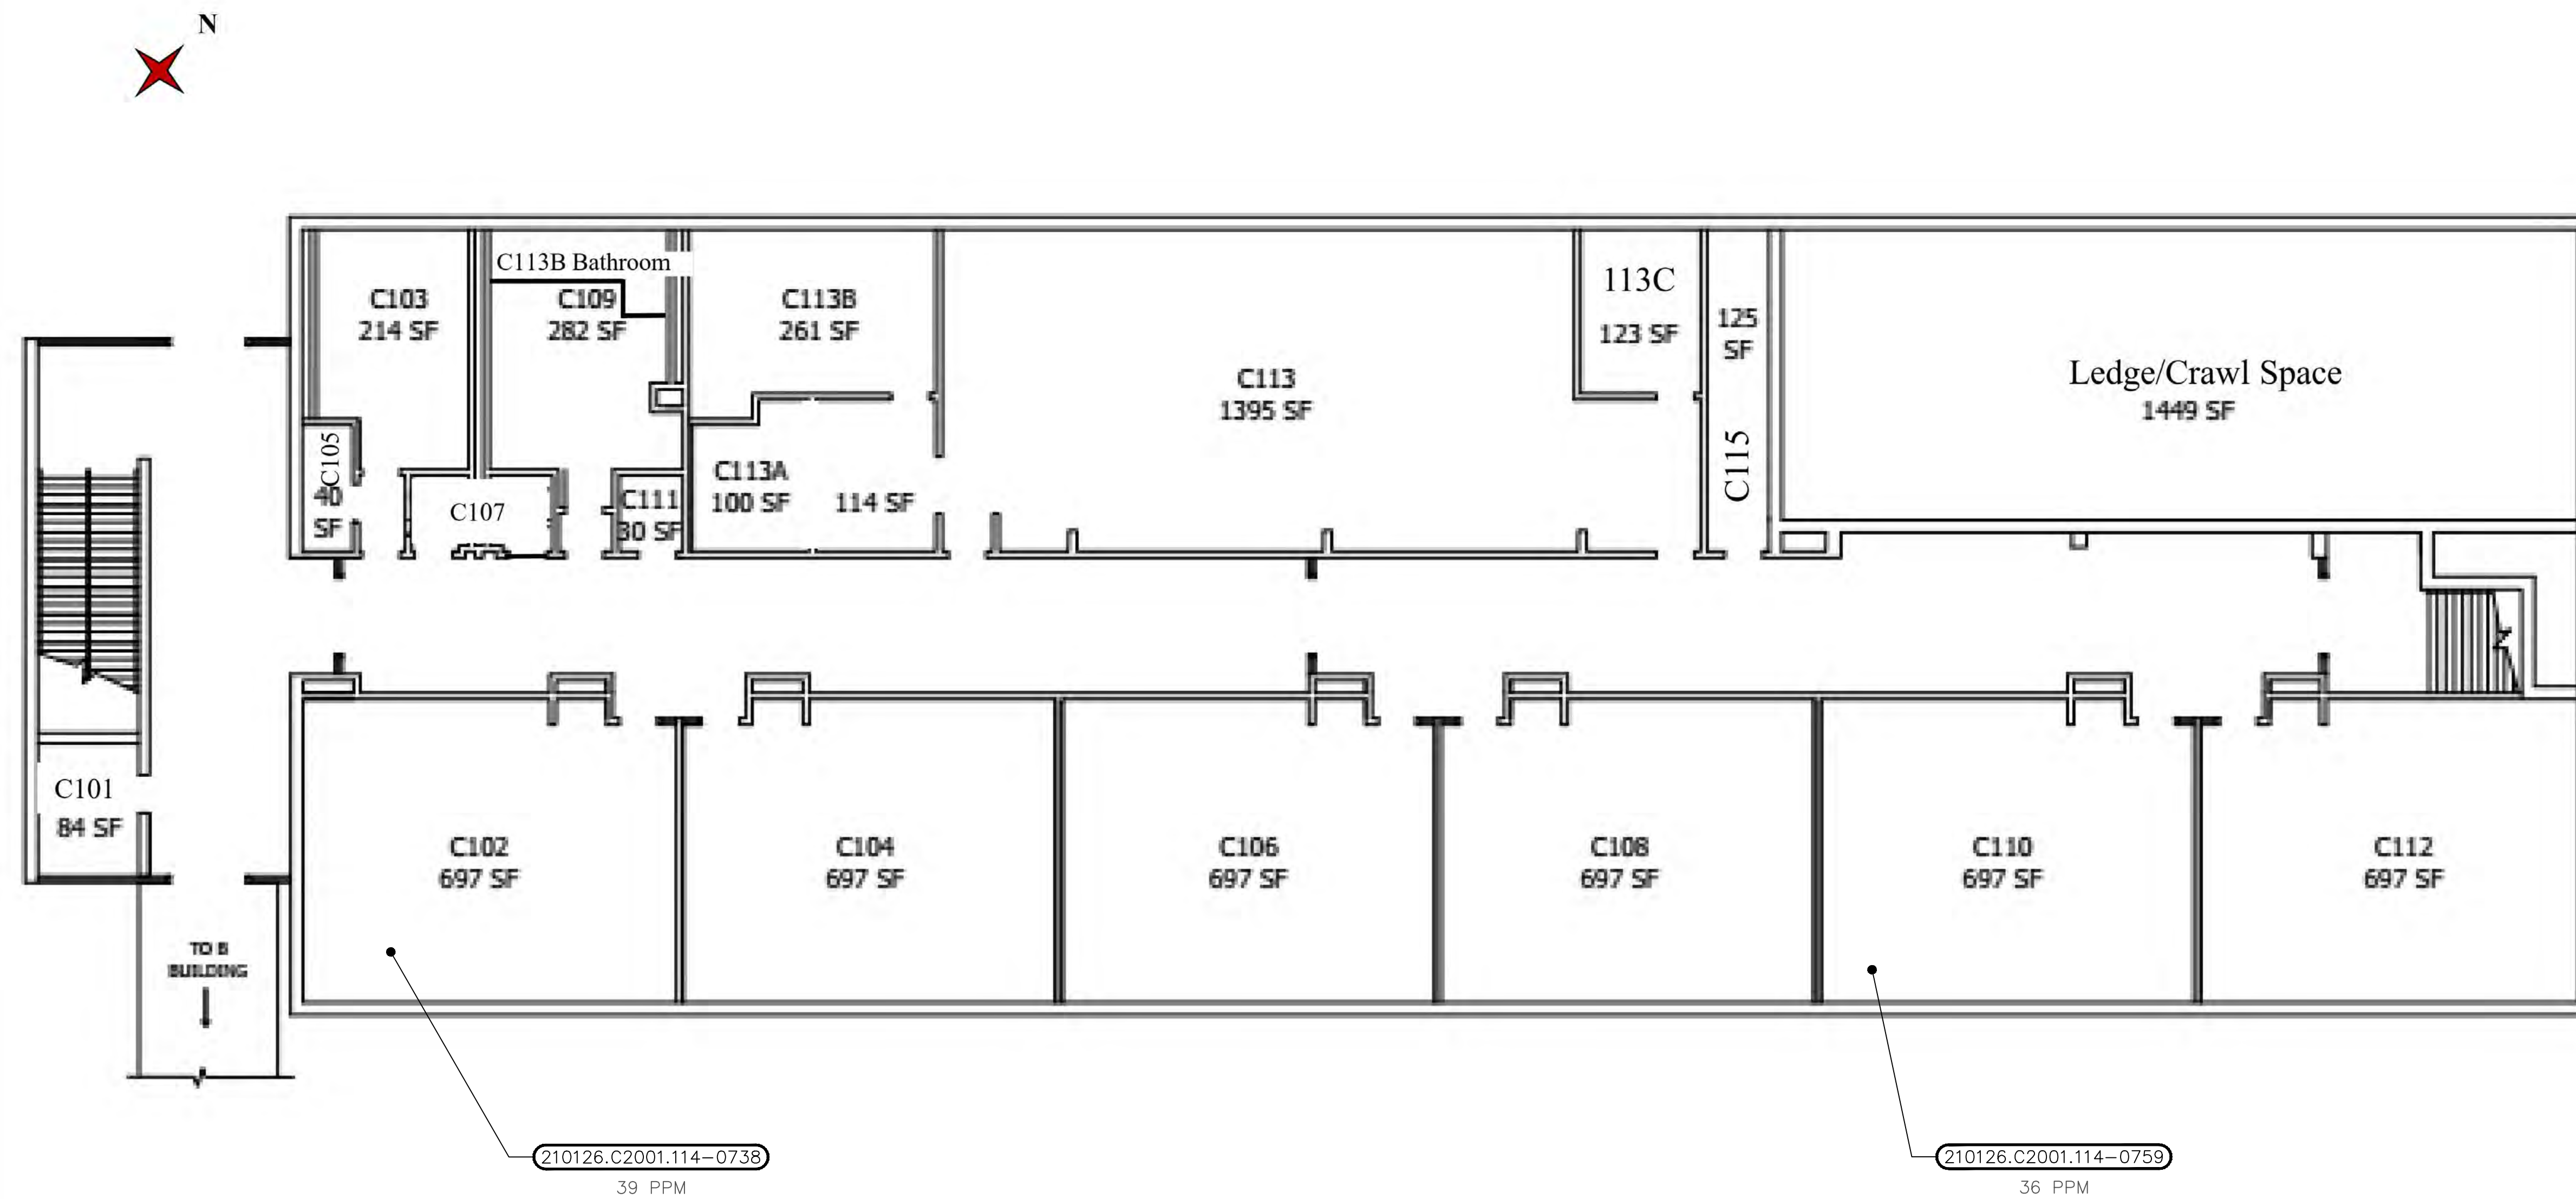 N
C113B Bathroom
C103
214 SF
C109
282 SF
C113B
261 SF
113C
123 SF
125
SF
C115
C113
1395 SF
Ledge/Crawl Space
1449 SF
C105
40
SF
C107
C111
30 SF
C113A
100 SF
114 SF
C101
84 SF
C102
697 SF
C104
697 SF
C106
697 SF
C108
697 SF
C110
697 SF
C112
697 SF
TO B
BUILDING
210126.C2001.114-0738
39 PPM
210126.C2001.114-0759
36 PPM